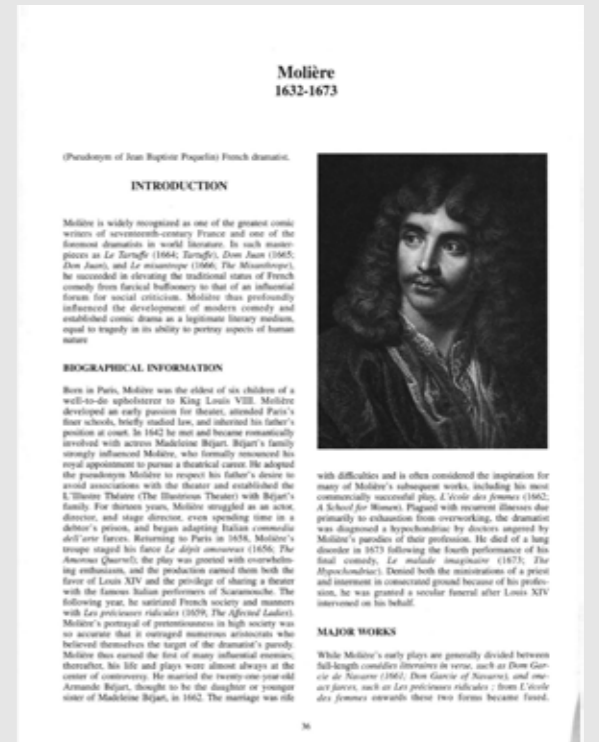 Molière
1632-1673
(Pseudonym of Jean Baptiste Poquelin) French dramatist.
INTRODUCTION
Molière is widely recognized as one of the greatest comic
writers of seventeenth-century France and one of the
foremost dramatists in world literature. In such master-
pieces as Le Tartuffe (1664; Tartuffe), Dom Juan (1665;
Don Juan), and Le misantrope (1666; The Misanthrope),
he succeeded in elevating the traditional status of French
comedy from farcical buffoonery to that of an influential
forum for social criticism. Molière thus profoundly
influenced the development of modern comedy and
established comic drama as a legitimate literary medium,
equal to tragedy in its ability to portray aspects of human
nature
BIOGRAPHICAL INFORMATION
Born in Paris, Molière was the eldest of six children of a
well-to-do upholsterer to King Louis VIII. Molière
developed an early passion for theater, attended Paris's
finer schools, briefly studied law, and inherited his father's
position at court. In 1642 he met and became romantically
involved with actress Madeleine Béjart. Béjart's family
strongly influenced Molière, who formally renounced his
royal appointment to pursue a theatrical career. He adopted
the pseudonym Molière to respect his father's desire to
avoid associations with the theater and established the
L'Illustre Théatre (The Illustrious Theater) with Béjart's
family. For thirteen years, Molière struggled as an actor,
director, and stage director, even spending time in a
debtor's prison, and began adapting Italian commedia
dell'arte farces. Returning to Paris in 1658, Molière's
troupe staged his farce Le dépit amoureux (1656; The
Amorous Quarrel); the play was greeted with overwhelm-
ing enthusiasm, and the production earned them both the
favor of Louis XIV and the privilege of sharing a theater
with the famous Italian performers of Scaramouche. The
following year, he satirized French society and manners
with Les précieuses ridicules (1659; The Affected Ladies).
Molière's portrayal of pretentiousness in high society was
so accurate that it outraged numerous aristocrats who
believed themselves the target of the dramatist's parody.
Molière thus earned the first of many influential enemies;
thereafter, his life and plays were almost always at the
center of controversy. He married the twenty-one-year-old
Armande Béjart, thought to be the daughter or younger
sister of Madeleine Béjart, in 1662. The marriage was rife
with difficulties and is often considered the inspiration for
many of Molière's subsequent works, including his most
commercially successful play, L'école des femmes (1662;
A School for Women). Plagued with recurrent illnesses due
primarily to exhaustion from overworking, the dramatist
was diagnosed a hypochondriac by doctors angered by
Molière's parodies of their profession. He died of a lung
disorder in 1673 following the fourth performance of his
final comedy, Le malade imaginaire (1673; The
Hypochondriac). Denied both the ministrations of a priest
and interment in consecrated ground because of his profes-
sion, he was granted a secular funeral after Louis XIV
intervened on his behalf.
MAJOR WORKS
While Molière's early plays are generally divided between
full-length comédies litteraires in verse, such as Dom Gar-
cie de Navarre (1661; Don Garcie of Navarre), and one-
act farces, such as Les précieuses ridicules ; from L'école
des femmes onwards these two forms became fused.
36